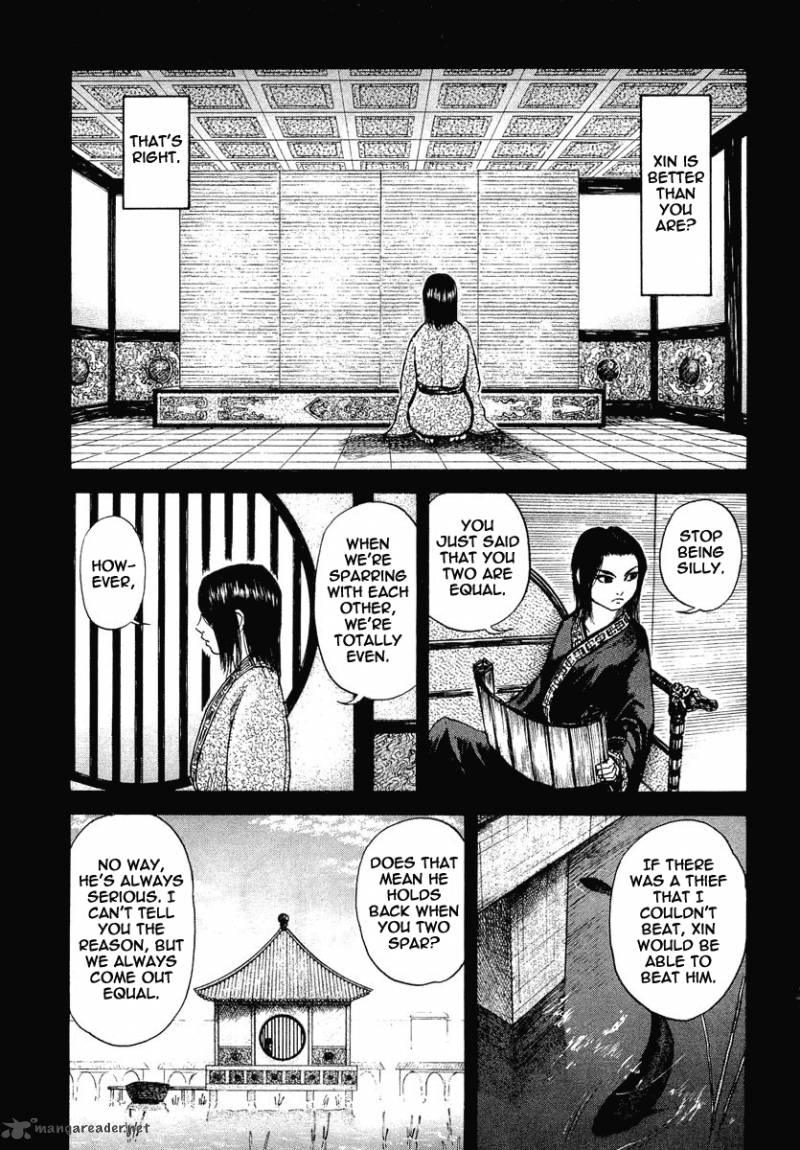 XIN IS
BETTER
THAN
YOU
ARE?
THAT'S
RIGHT.
STOP
BEING
SILLY.
YOU
JUST SAID
THAT YOU
TWO ARE
EQUAL.
WHEN
WE'RE
SPARRING
WITH EACH
OTHER,
WE'RE
TOTALLY
EVEN.
HOW-
EVER,
IF THERE
WAS A THIEF
THAT I
COULDN'T
BEAT, XIN
WOULD BE
ABLE TO
BEAT HIM.
DOES THAT
MEAN HE
HOLDS
BACK WHEN
YOU TWO
SPAR?
NO WAY,
HE'S ALWAYS
SERIOUS. I
CAN'T TELL
YOU THE
REASON, BUT
WE ALWAYS
COME OUT
EQUAL.
mangareader.net